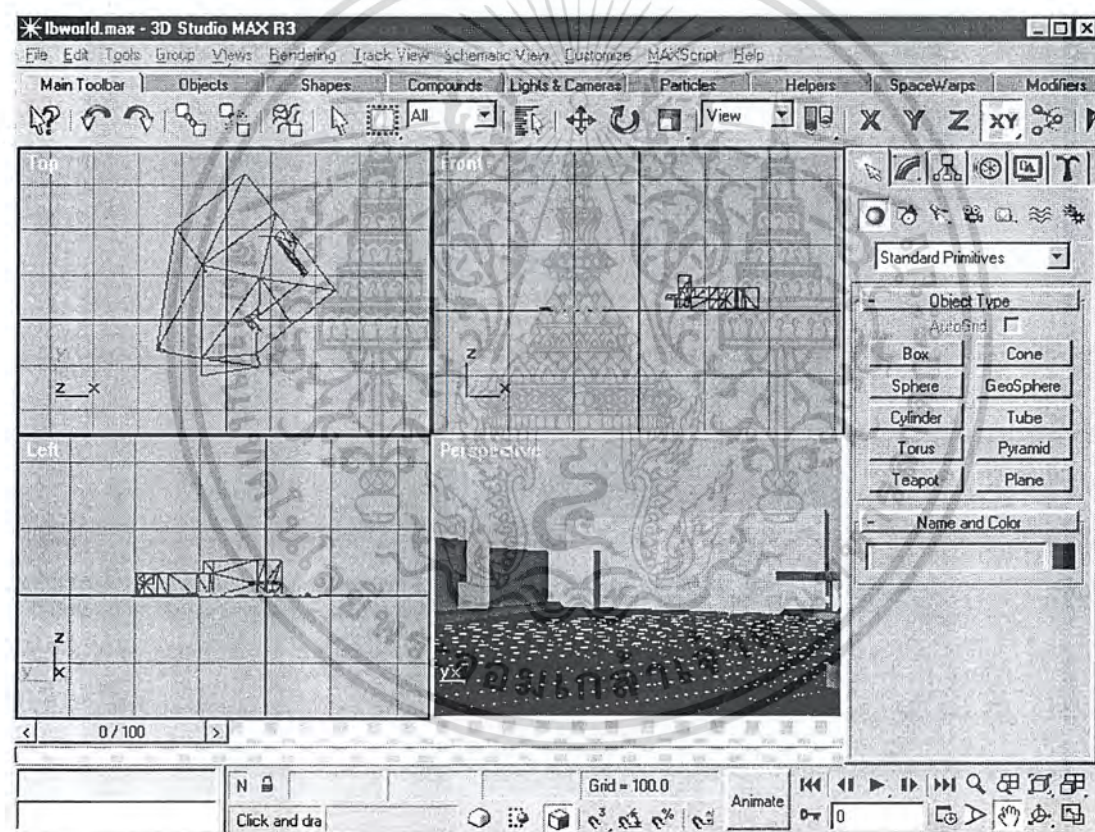 lbworld.max - 3D Studio MAX R3
File Edit Tools Group Views Rendering Track View Schematic View Customize MAXScript Help
Main Toolbar Objects Shapes Compounds Lights & Cameras Particles Helpers SpaceWarps Modifiers
All View X Y Z XY
Top
Front
Standard Primitives
- Object Type
AutoGrid
Box Cone
Sphere GeoSphere
Cylinder Tube
Torus Pyramid
Teapot Plane
- Name and Color
y
z x
z
x
Left
Perspective
z
y x
y x
< 0 / 100 >
N Grid = 100.0
Animate
Click and dra
0